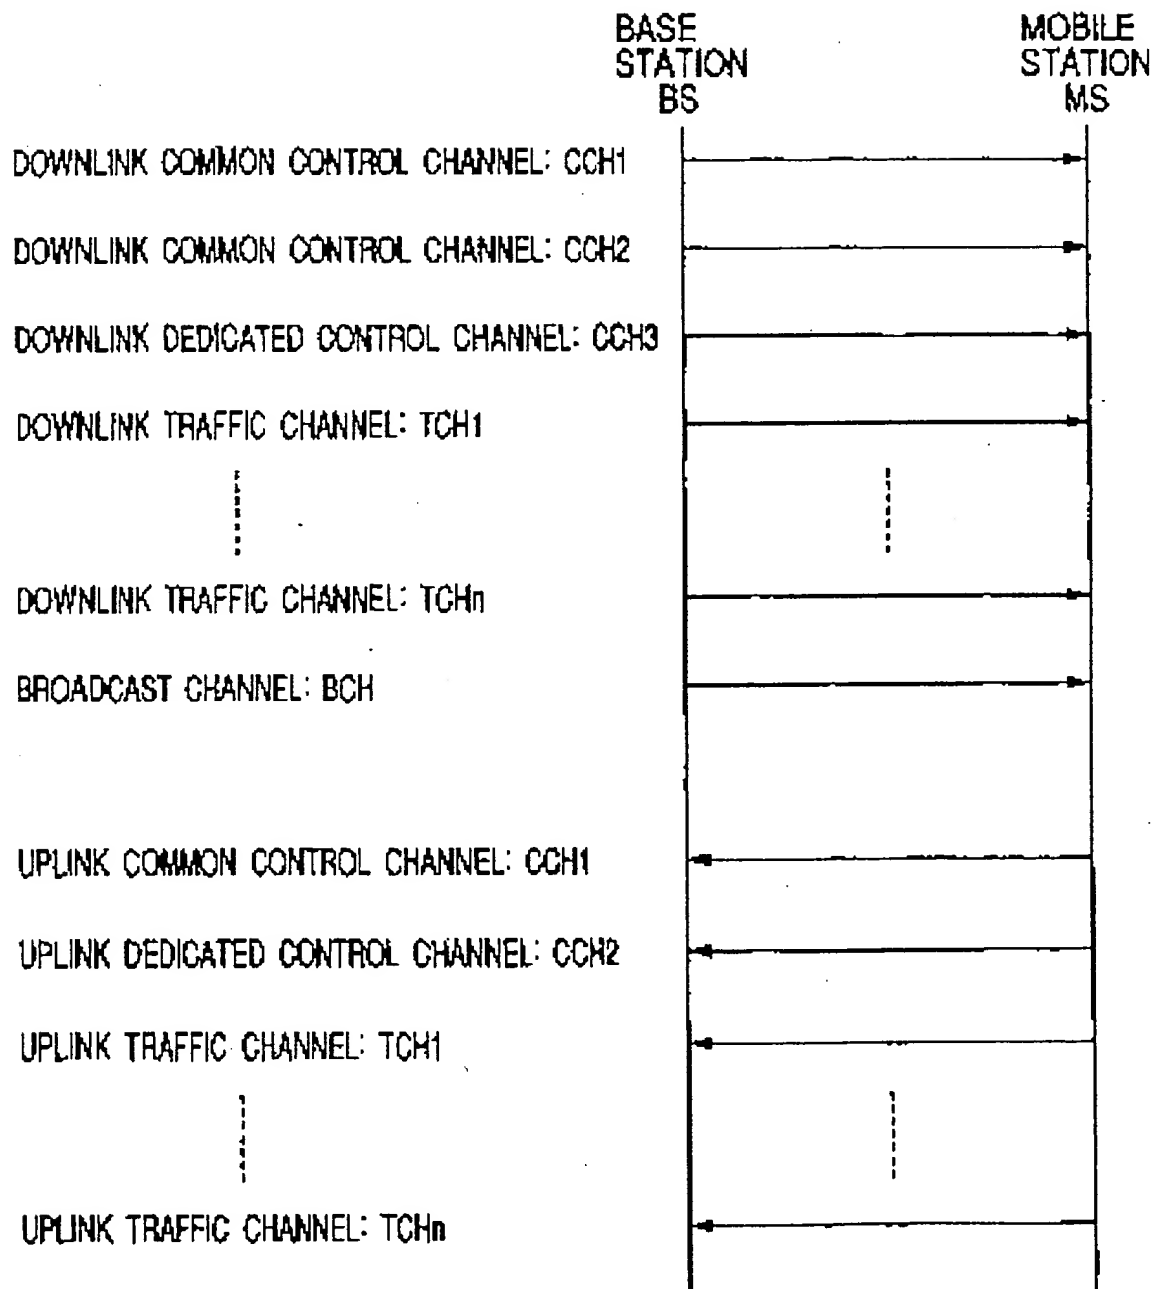 BASE
STATION
BS
MOBILE
STATION
MS
DOWNLINK COMMON CONTROL CHANNEL: CCH1
DOWNLINK COMMON CONTROL CHANNEL: CCH2
DOWNLINK DEDICATED CONTROL CHANNEL: CCH3
DOWNLINK TRAFFIC CHANNEL: TCH1
DOWNLINK TRAFFIC CHANNEL: TCHn
BROADCAST CHANNEL: BCH
UPLINK COMMON CONTROL CHANNEL: CCH1
UPLINK DEDICATED CONTROL CHANNEL: CCH2
UPLINK TRAFFIC CHANNEL: TCH1
UPLINK TRAFFIC CHANNEL: TCHn